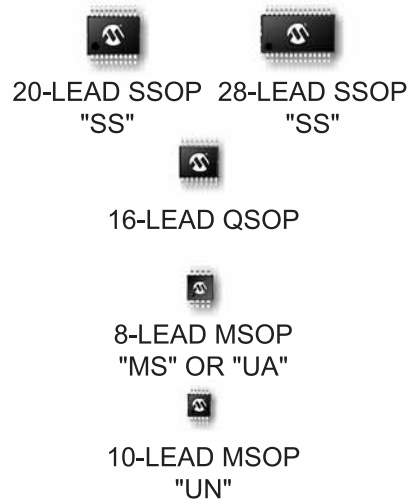 20-LEAD SSOP 28-LEAD SSOP
"SS" "SS"
16-LEAD QSOP
8-LEAD MSOP
"MS" OR "UA"
10-LEAD MSOP
"UN"